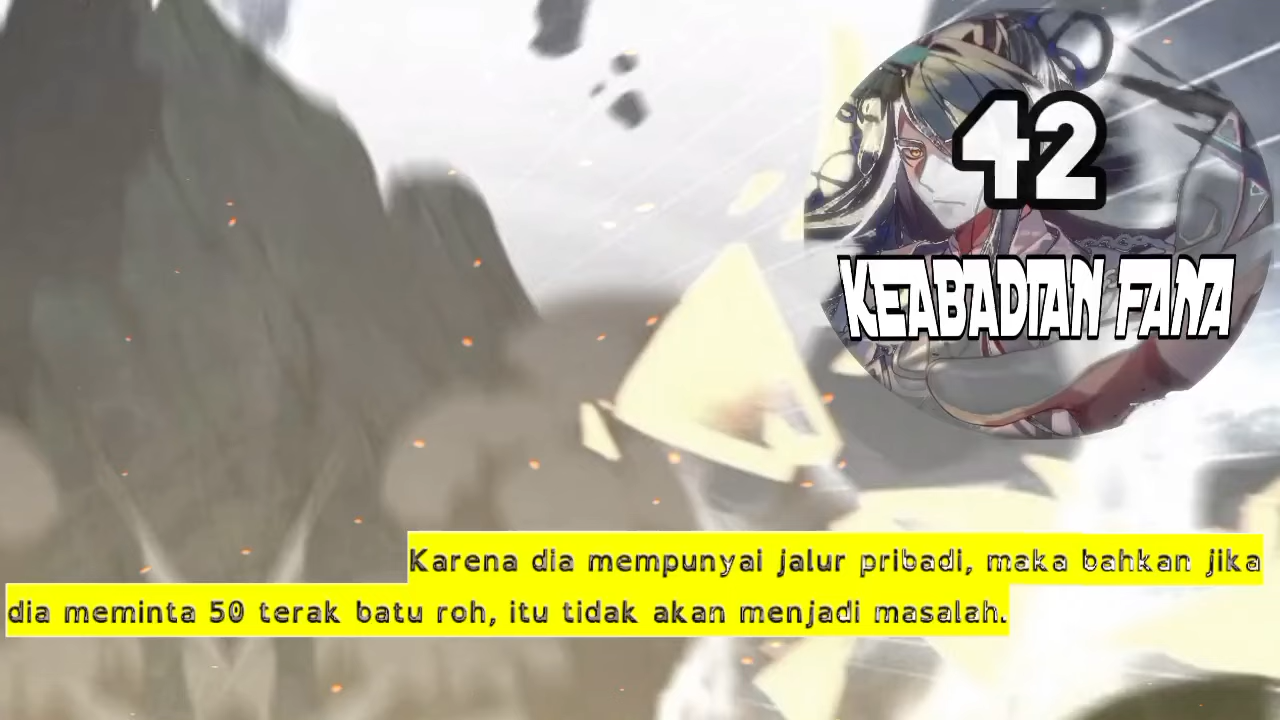 42
KEABADIAN FANA
Karena dia mempunyai jalur pribadi, maka bahkan jika
dia meminta 50 terak batu roh, itu tidak akan menjadi masalah.